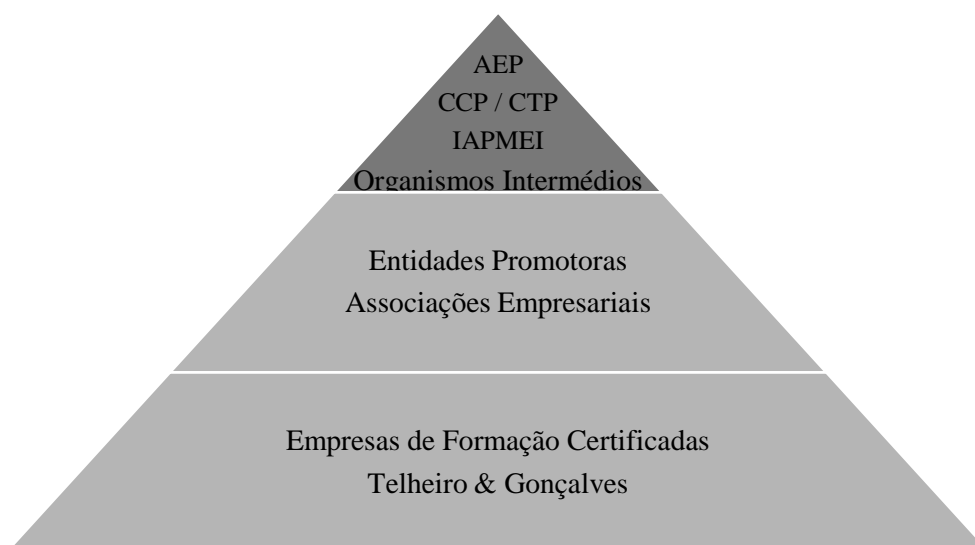 AEP
CCP / CTP
IAPMEI
Organismos Intermédios
Entidades Promotoras
Associações Empresariais
Empresas de Formação Certificadas
Telheiro & Gonçalves